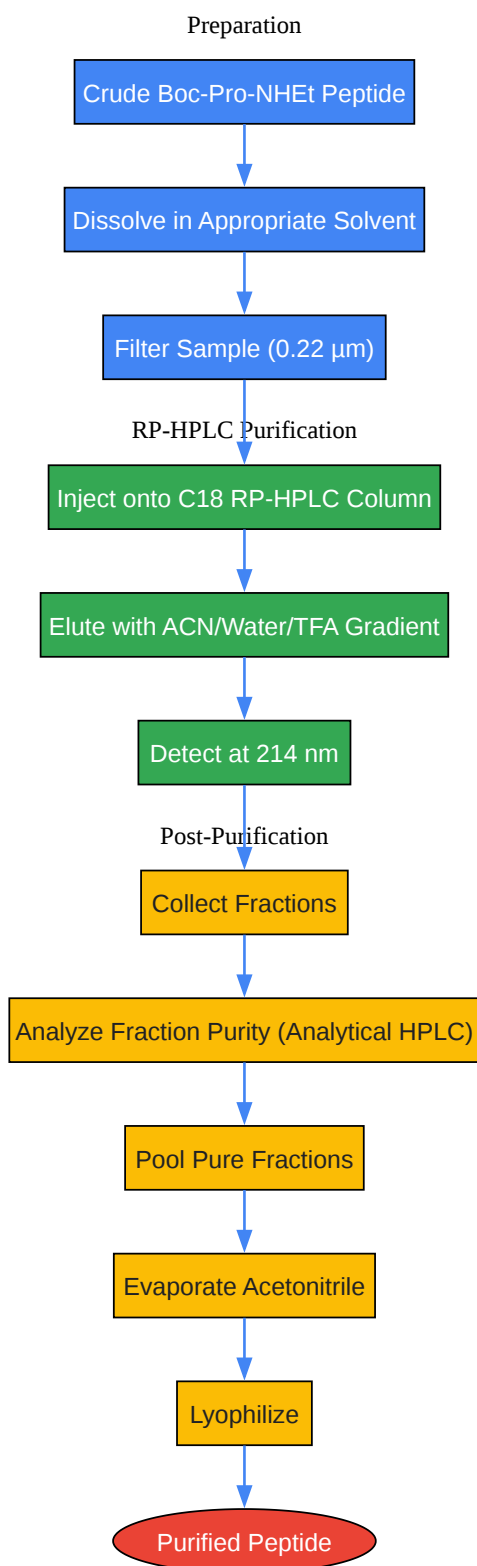 Preparation
Crude Boc-Pro-NHEt Peptide
Dissolve in Appropriate Solvent
Filter Sample (0.22 µm)
RP-HPLC Purification
Inject onto C18 RP-HPLC Column
Elute with ACN/Water/TFA Gradient
Detect at 214 nm
Post-Purification
Collect Fractions
Analyze Fraction Purity (Analytical HPLC)
Pool Pure Fractions
Evaporate Acetonitrile
Lyophilize
Purified Peptide